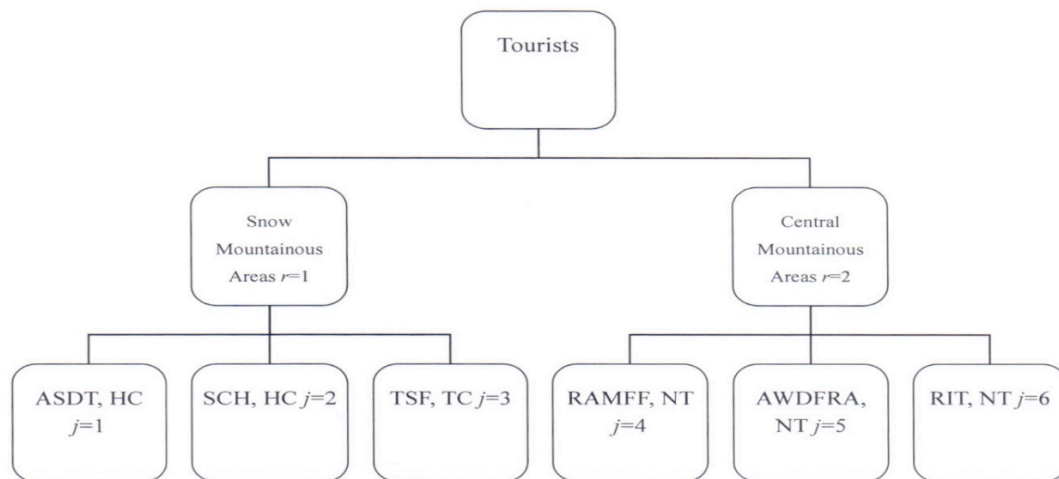 Tourists
Snow
Mountainous
Areas r=1
Central
Mountainous
Areas r=2
ASDT, HC
j=1
SCH, HC j=2
TSF, TC j=3
RAMFF, NT
j=4
AWDFRA,
NT j=5
RIT, NT j=6